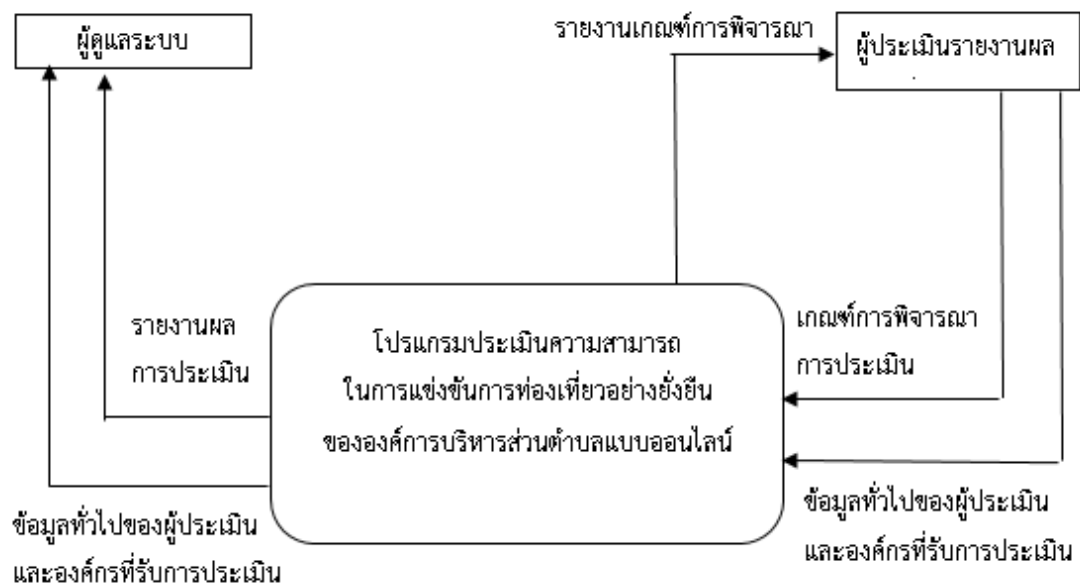 ผู้ดูแลระบบ
รายงานเกณฑ์การพิจารณา
ผู้ประเมินรายงานผล
รายงานผล
การประเมิน
โปรแกรมประเมินความสามารถ
ในการแข่งขันการท่องเที่ยวอย่างยั่งยืน
ขององค์การบริหารส่วนตำบลแบบออนไลน์
เกณฑ์การพิจารณา
การประเมิน
ข้อมูลทั่วไปของผู้ประเมิน
และองค์กรที่รับการประเมิน
ข้อมูลทั่วไปของผู้ประเมิน
และองค์กรที่รับการประเมิน